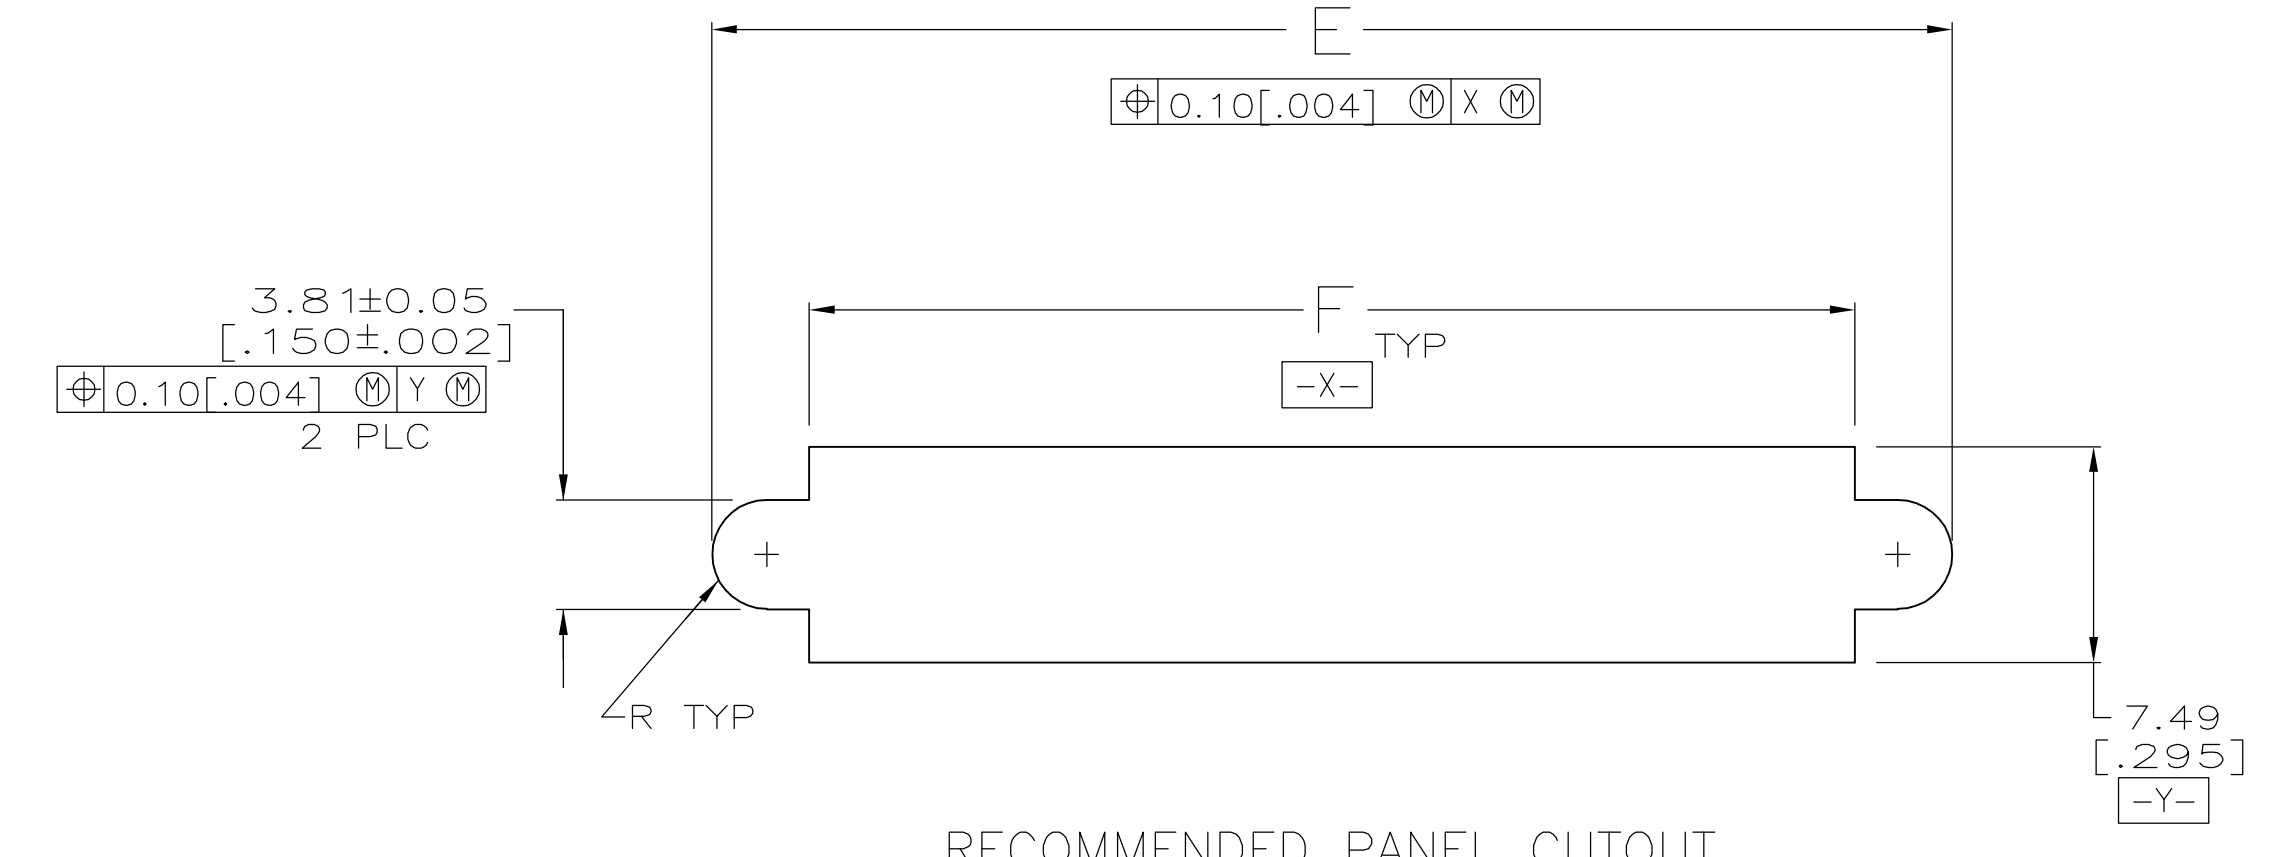 E
⌖ 0.10[.004] Ⓜ X Ⓜ
3.81±0.05
[.150±.002]
⌖ 0.10[.004] Ⓜ Y Ⓜ
2 PLC
F
TYP
-X-
R TYP
7.49
[.295]
-Y-
RECOMMENDED PANEL CUTOUT